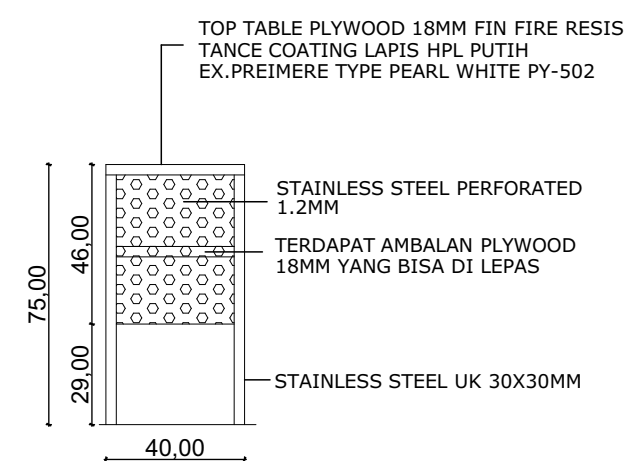 TOP TABLE PLYWOOD 18MM FIN FIRE RESIS
TANCE COATING LAPIS HPL PUTIH
EX.PREIMERE TYPE PEARL WHITE PY-502
STAINLESS STEEL PERFORATED
1.2MM
TERDAPAT AMBALAN PLYWOOD
18MM YANG BISA DI LEPAS
STAINLESS STEEL UK 30X30MM
75,00
46,00
29,00
40,00